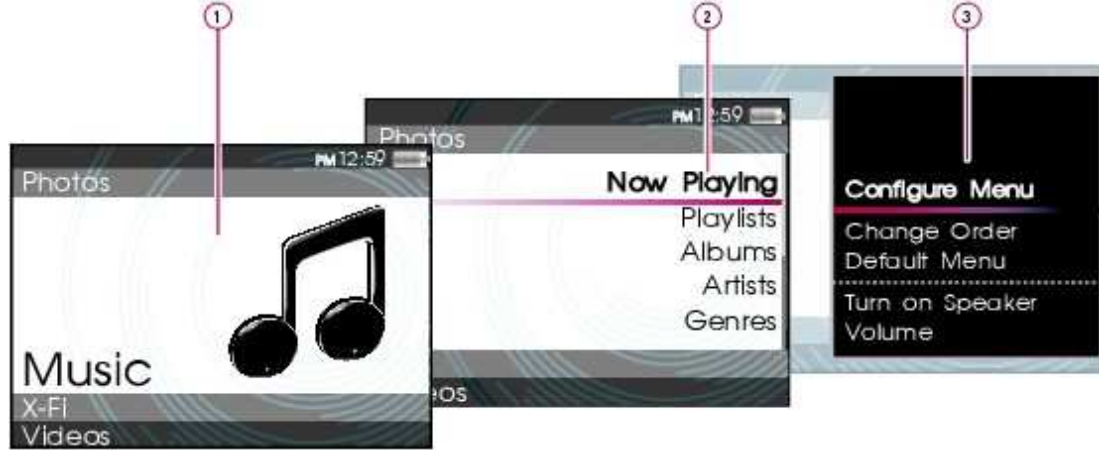 1
2
3
PM 12:59
Photos
Music
X-Fi
Videos
PM 12:59
Photos
Now Playing
Playlists
Albums
Artists
Genres
eos
Configure Menu
Change Order
Default Menu
Turn on Speaker
Volume